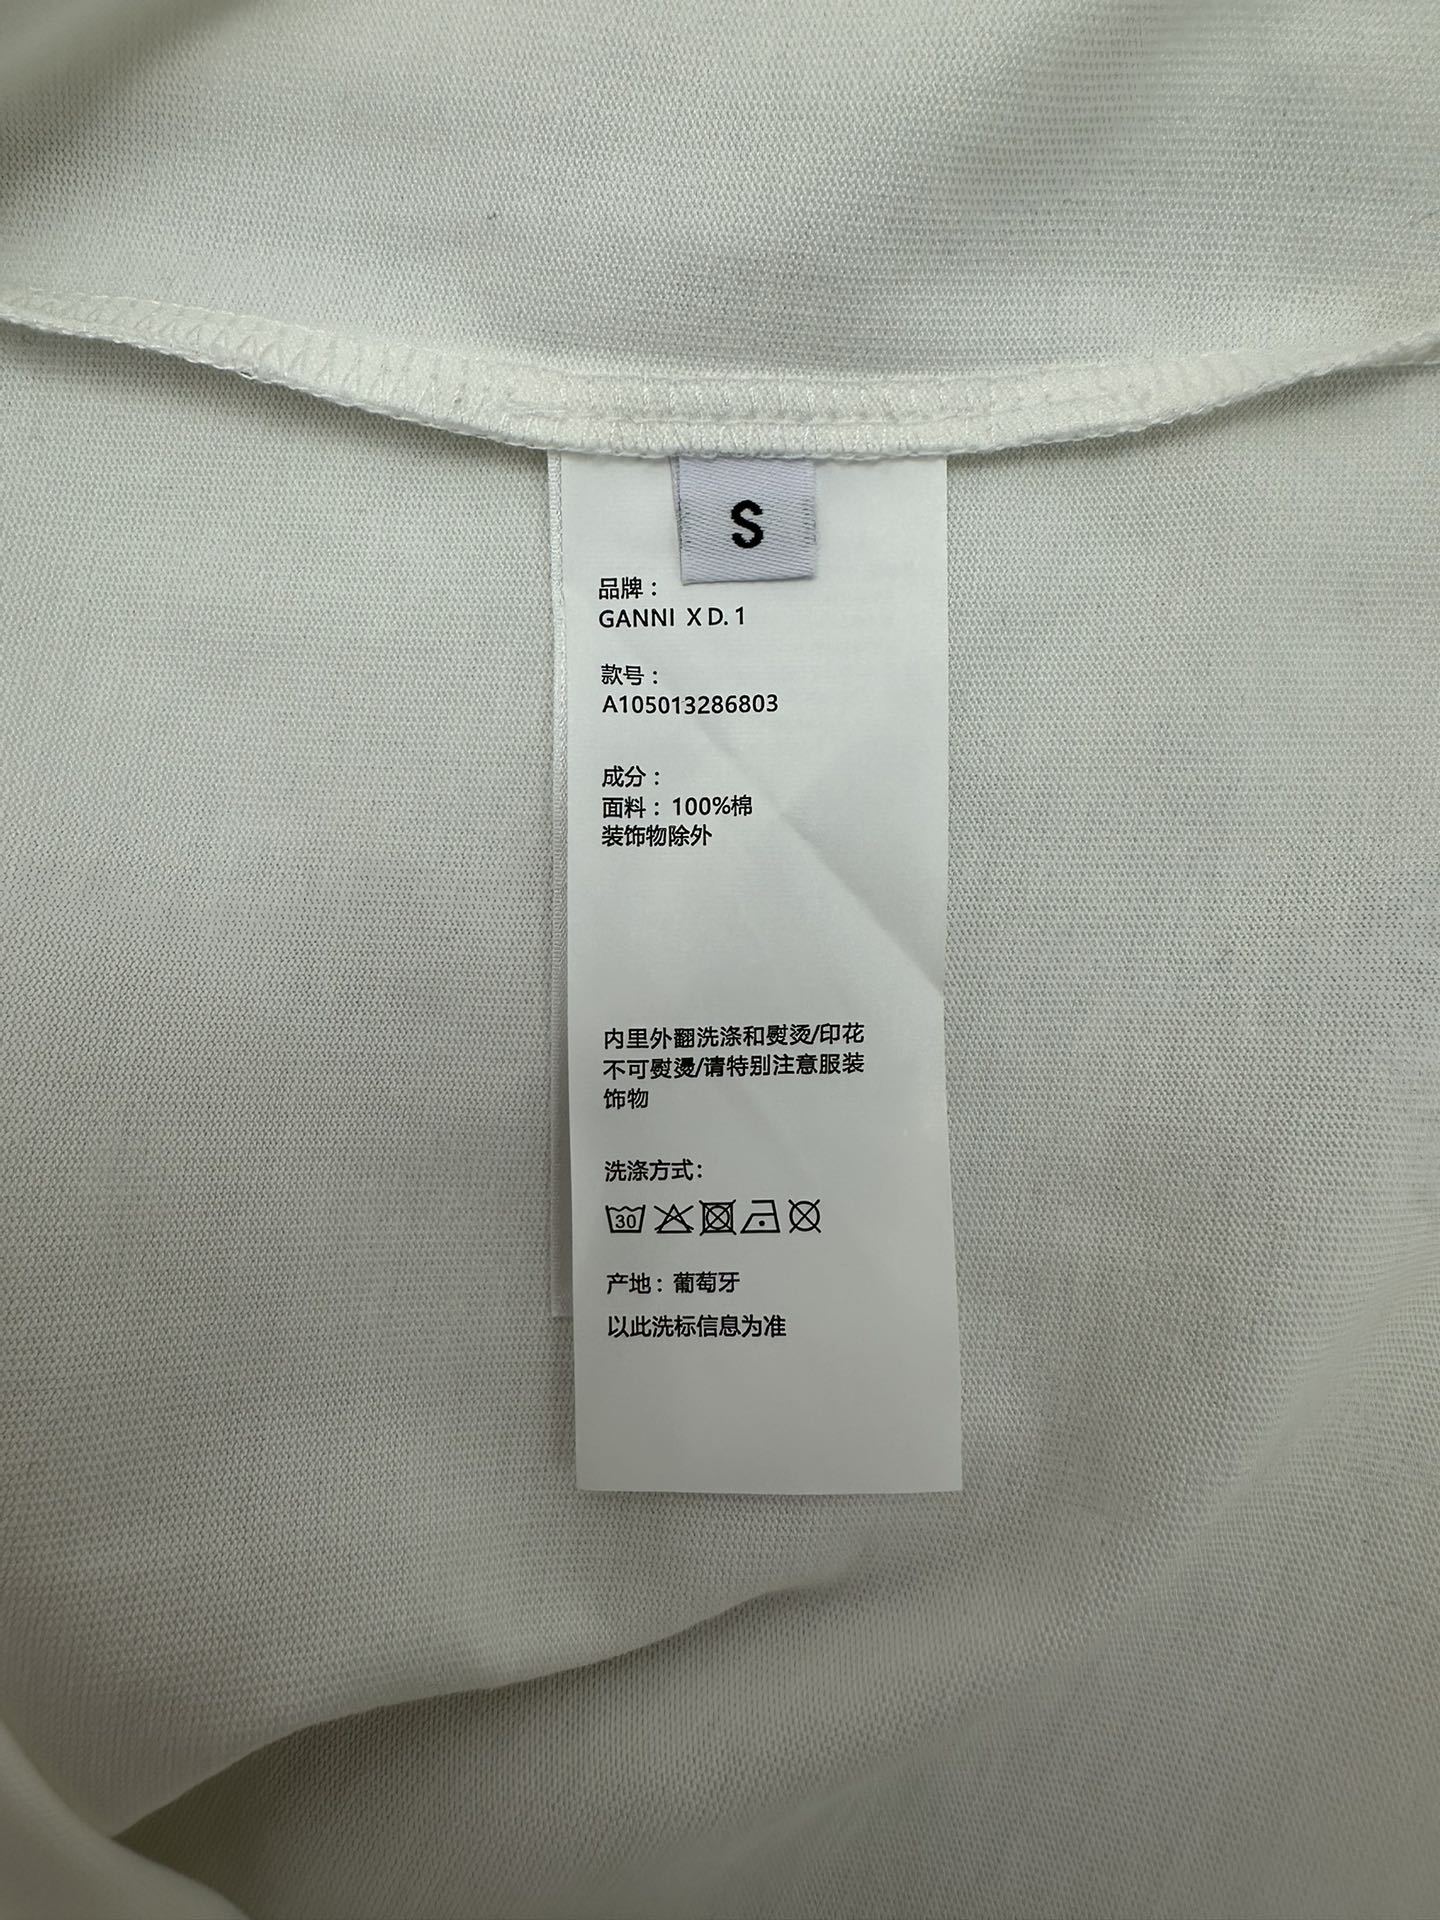 S
品牌：
GANNI X D. 1
款号：
A105013286803
成分：
面料：100%棉
装饰物除外
内里外翻洗涤和熨烫/印花
不可熨烫/请特别注意服装
饰物
洗涤方式：
30
产地：葡萄牙
以此洗标信息为准